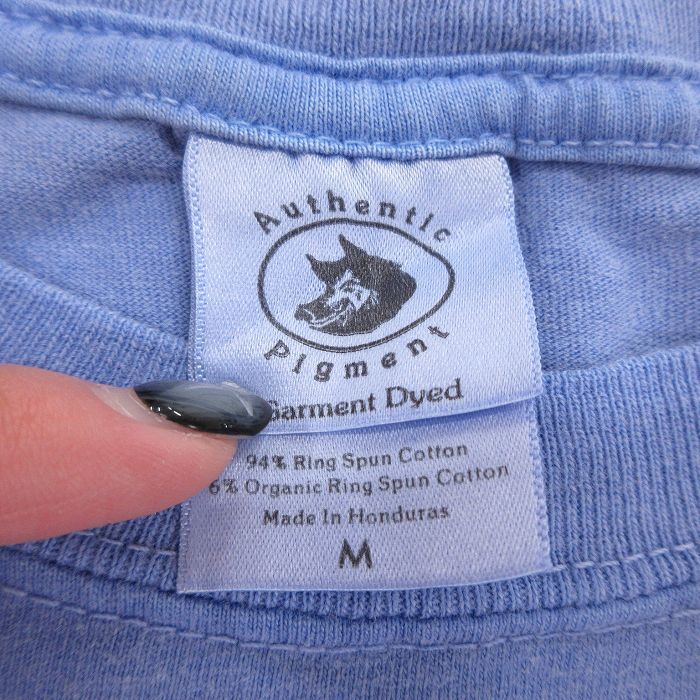 Authentic
Pigment
Garment Dyed
94% Ring Spun Cotton
6% Organic Ring Spun Cotton
Made In Honduras
M